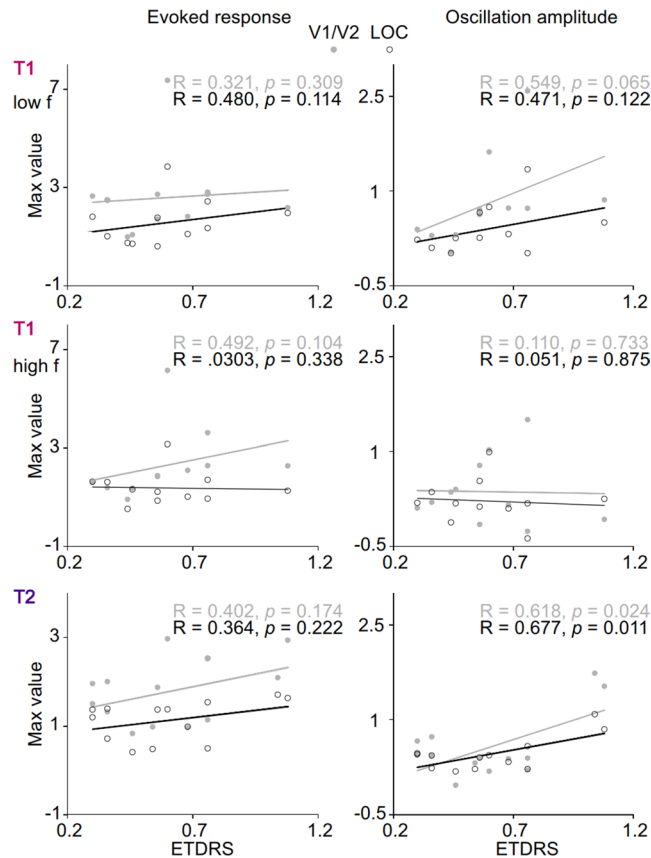 Evoked response
Oscillation amplitude
V1/V2 LOC
T1
low f
R = 0.321, p = 0.309
R = 0.480, p = 0.114
R = 0.549, p = 0.065
R = 0.471, p = 0.122
Max value
7
3
-1
0.2 0.7 1.2
2.5
1
-0.5
0.2 0.7 1.2
T1
high f
R = 0.492, p = 0.104
R = .0303, p = 0.338
R = 0.110, p = 0.733
R = 0.051, p = 0.875
Max value
7
3
-1
0.2 0.7 1.2
2.5
1
-0.5
0.2 0.7 1.2
T2
R = 0.402, p = 0.174
R = 0.364, p = 0.222
R = 0.618, p = 0.024
R = 0.677, p = 0.011
Max value
3
1
-1
0.2 0.7 1.2
ETDRS
2.5
1
-0.5
0.2 0.7 1.2
ETDRS